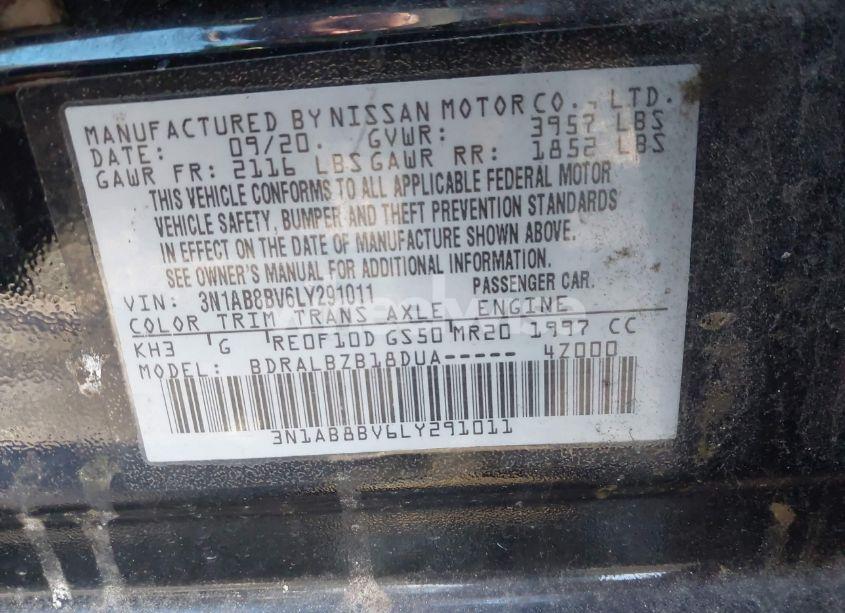 MANUFACTURED BY NISSAN MOTOR CO., LTD.
DATE: 09/20 GVWR: 3957 LBS
GAWR FR: 2116 LBS GAWR RR: 1852 LBS
THIS VEHICLE CONFORMS TO ALL APPLICABLE FEDERAL MOTOR
VEHICLE SAFETY, BUMPER AND THEFT PREVENTION STANDARDS
IN EFFECT ON THE DATE OF MANUFACTURE SHOWN ABOVE.
SEE OWNER'S MANUAL FOR ADDITIONAL INFORMATION.
VIN: 3N1AB8BV6LY291011 PASSENGER CAR.
COLOR TRIM TRANS AXLE ENGINE
KH3 G RE0F10D GS50 MR20 1997 CC
MODEL: BDRALBZB18DUA----- 4Z000
3N1AB8BV6LY291011